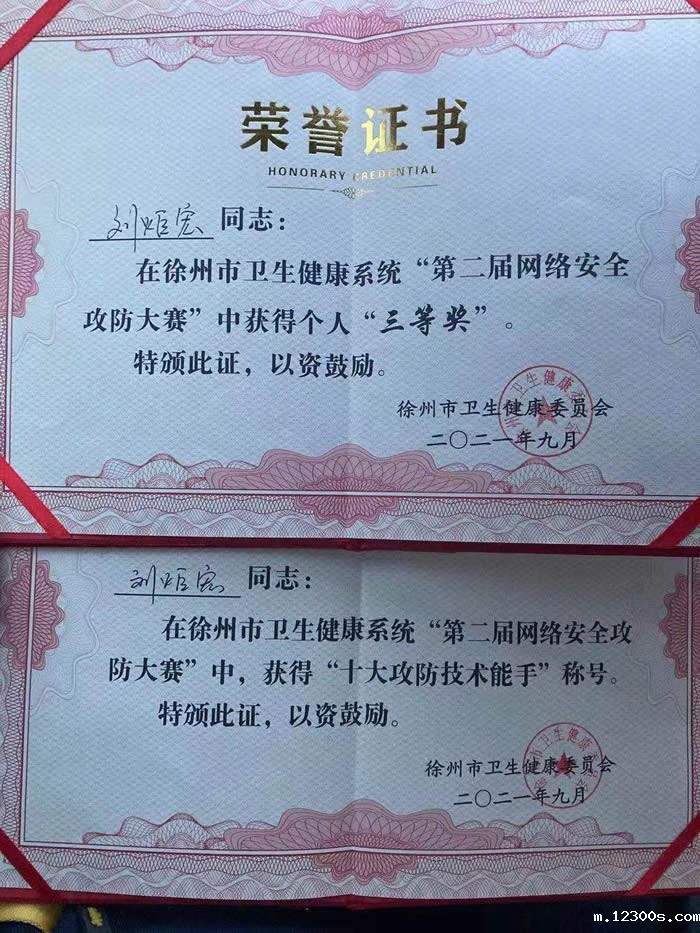 荣誉证书
HONORARY CREDENTIAL
刘炬宏 同志：
在徐州市卫生健康系统“第二届网络安全
攻防大赛”中获得个人“三等奖”。
特颁此证，以资鼓励。
徐州市卫生健康委员会
二〇二一年九月
刘炬宏 同志：
在徐州市卫生健康系统“第二届网络安全攻
防大赛”中，获得“十大攻防技术能手”称号。
特颁此证，以资鼓励。
徐州市卫生健康委员会
二〇二一年九月
m.12300s.com